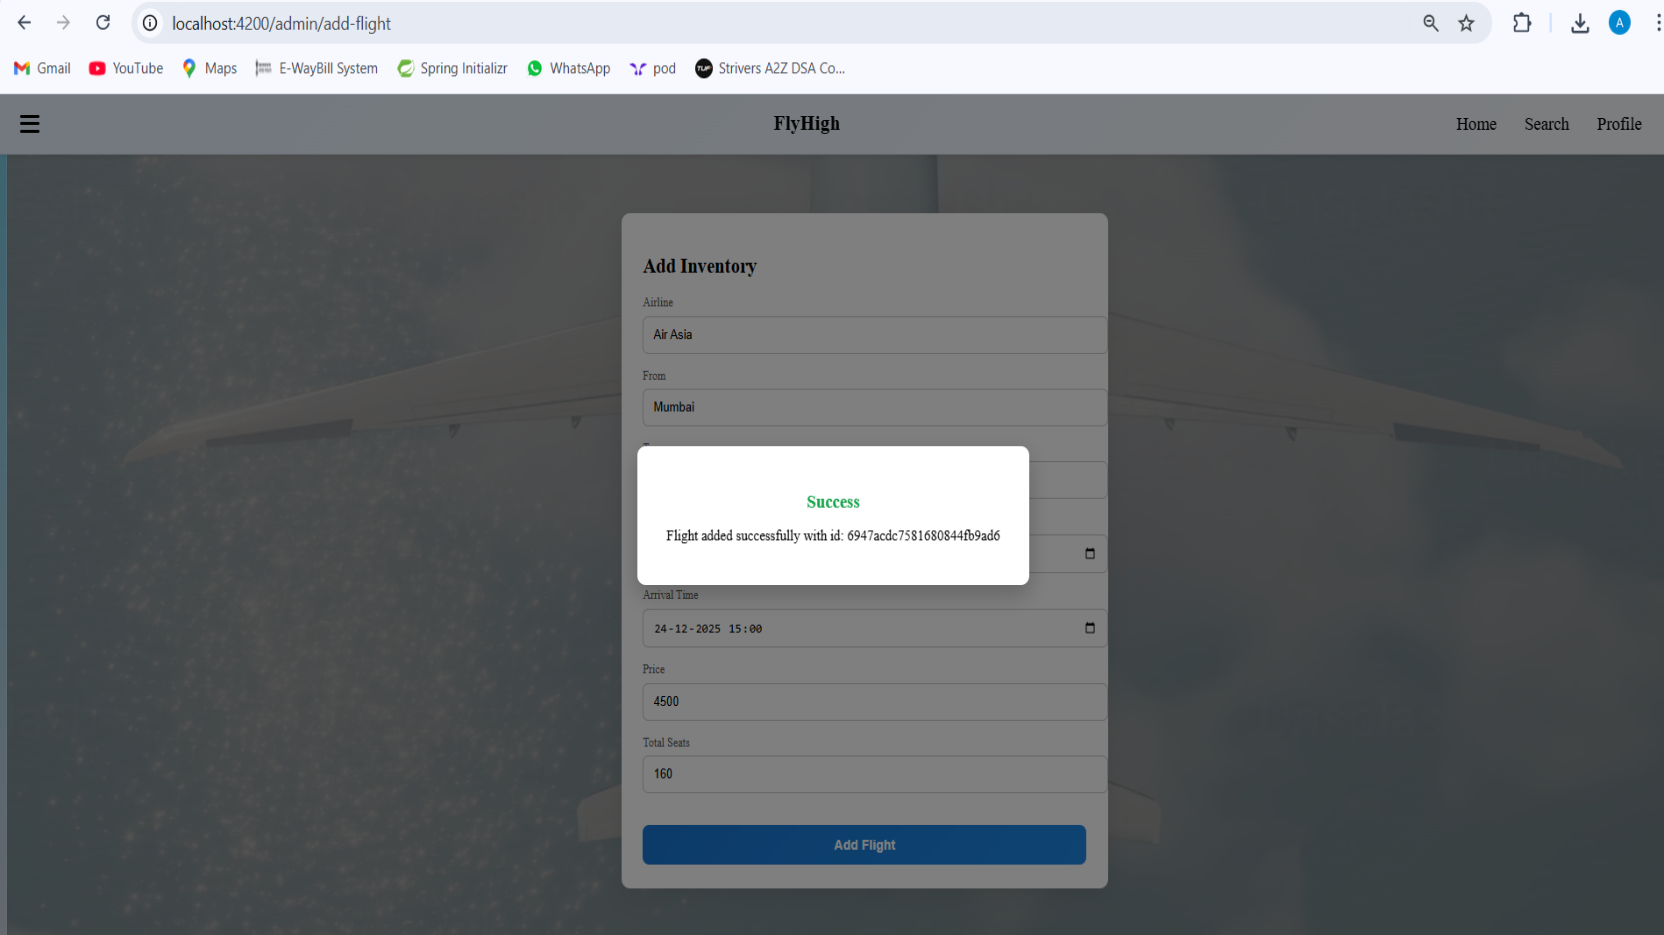 localhost:4200/admin/add-flight
A
Gmail YouTube Maps E-WayBill System Spring Initializr WhatsApp pod TUF Strivers A2Z DSA Co...
FlyHigh
Home Search Profile
Add Inventory
Airline
Air Asia
From
Mumbai
Success
Flight added successfully with id: 6947acdc7581680844fb9ad6
Arrival Time
24-12-2025 15:00
Price
4500
Total Seats
160
Add Flight